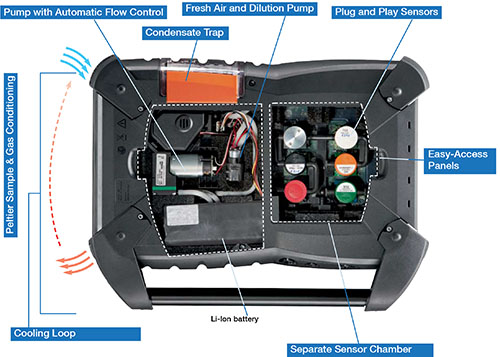 Pump with Automatic Flow Control
Fresh Air and Dilution Pump
Plug and Play Sensors
Condensate Trap
Peltier Sample & Gas Conditioning
Easy-Access
Panels
Li-Ion battery
Cooling Loop
Separate Sensor Chamber